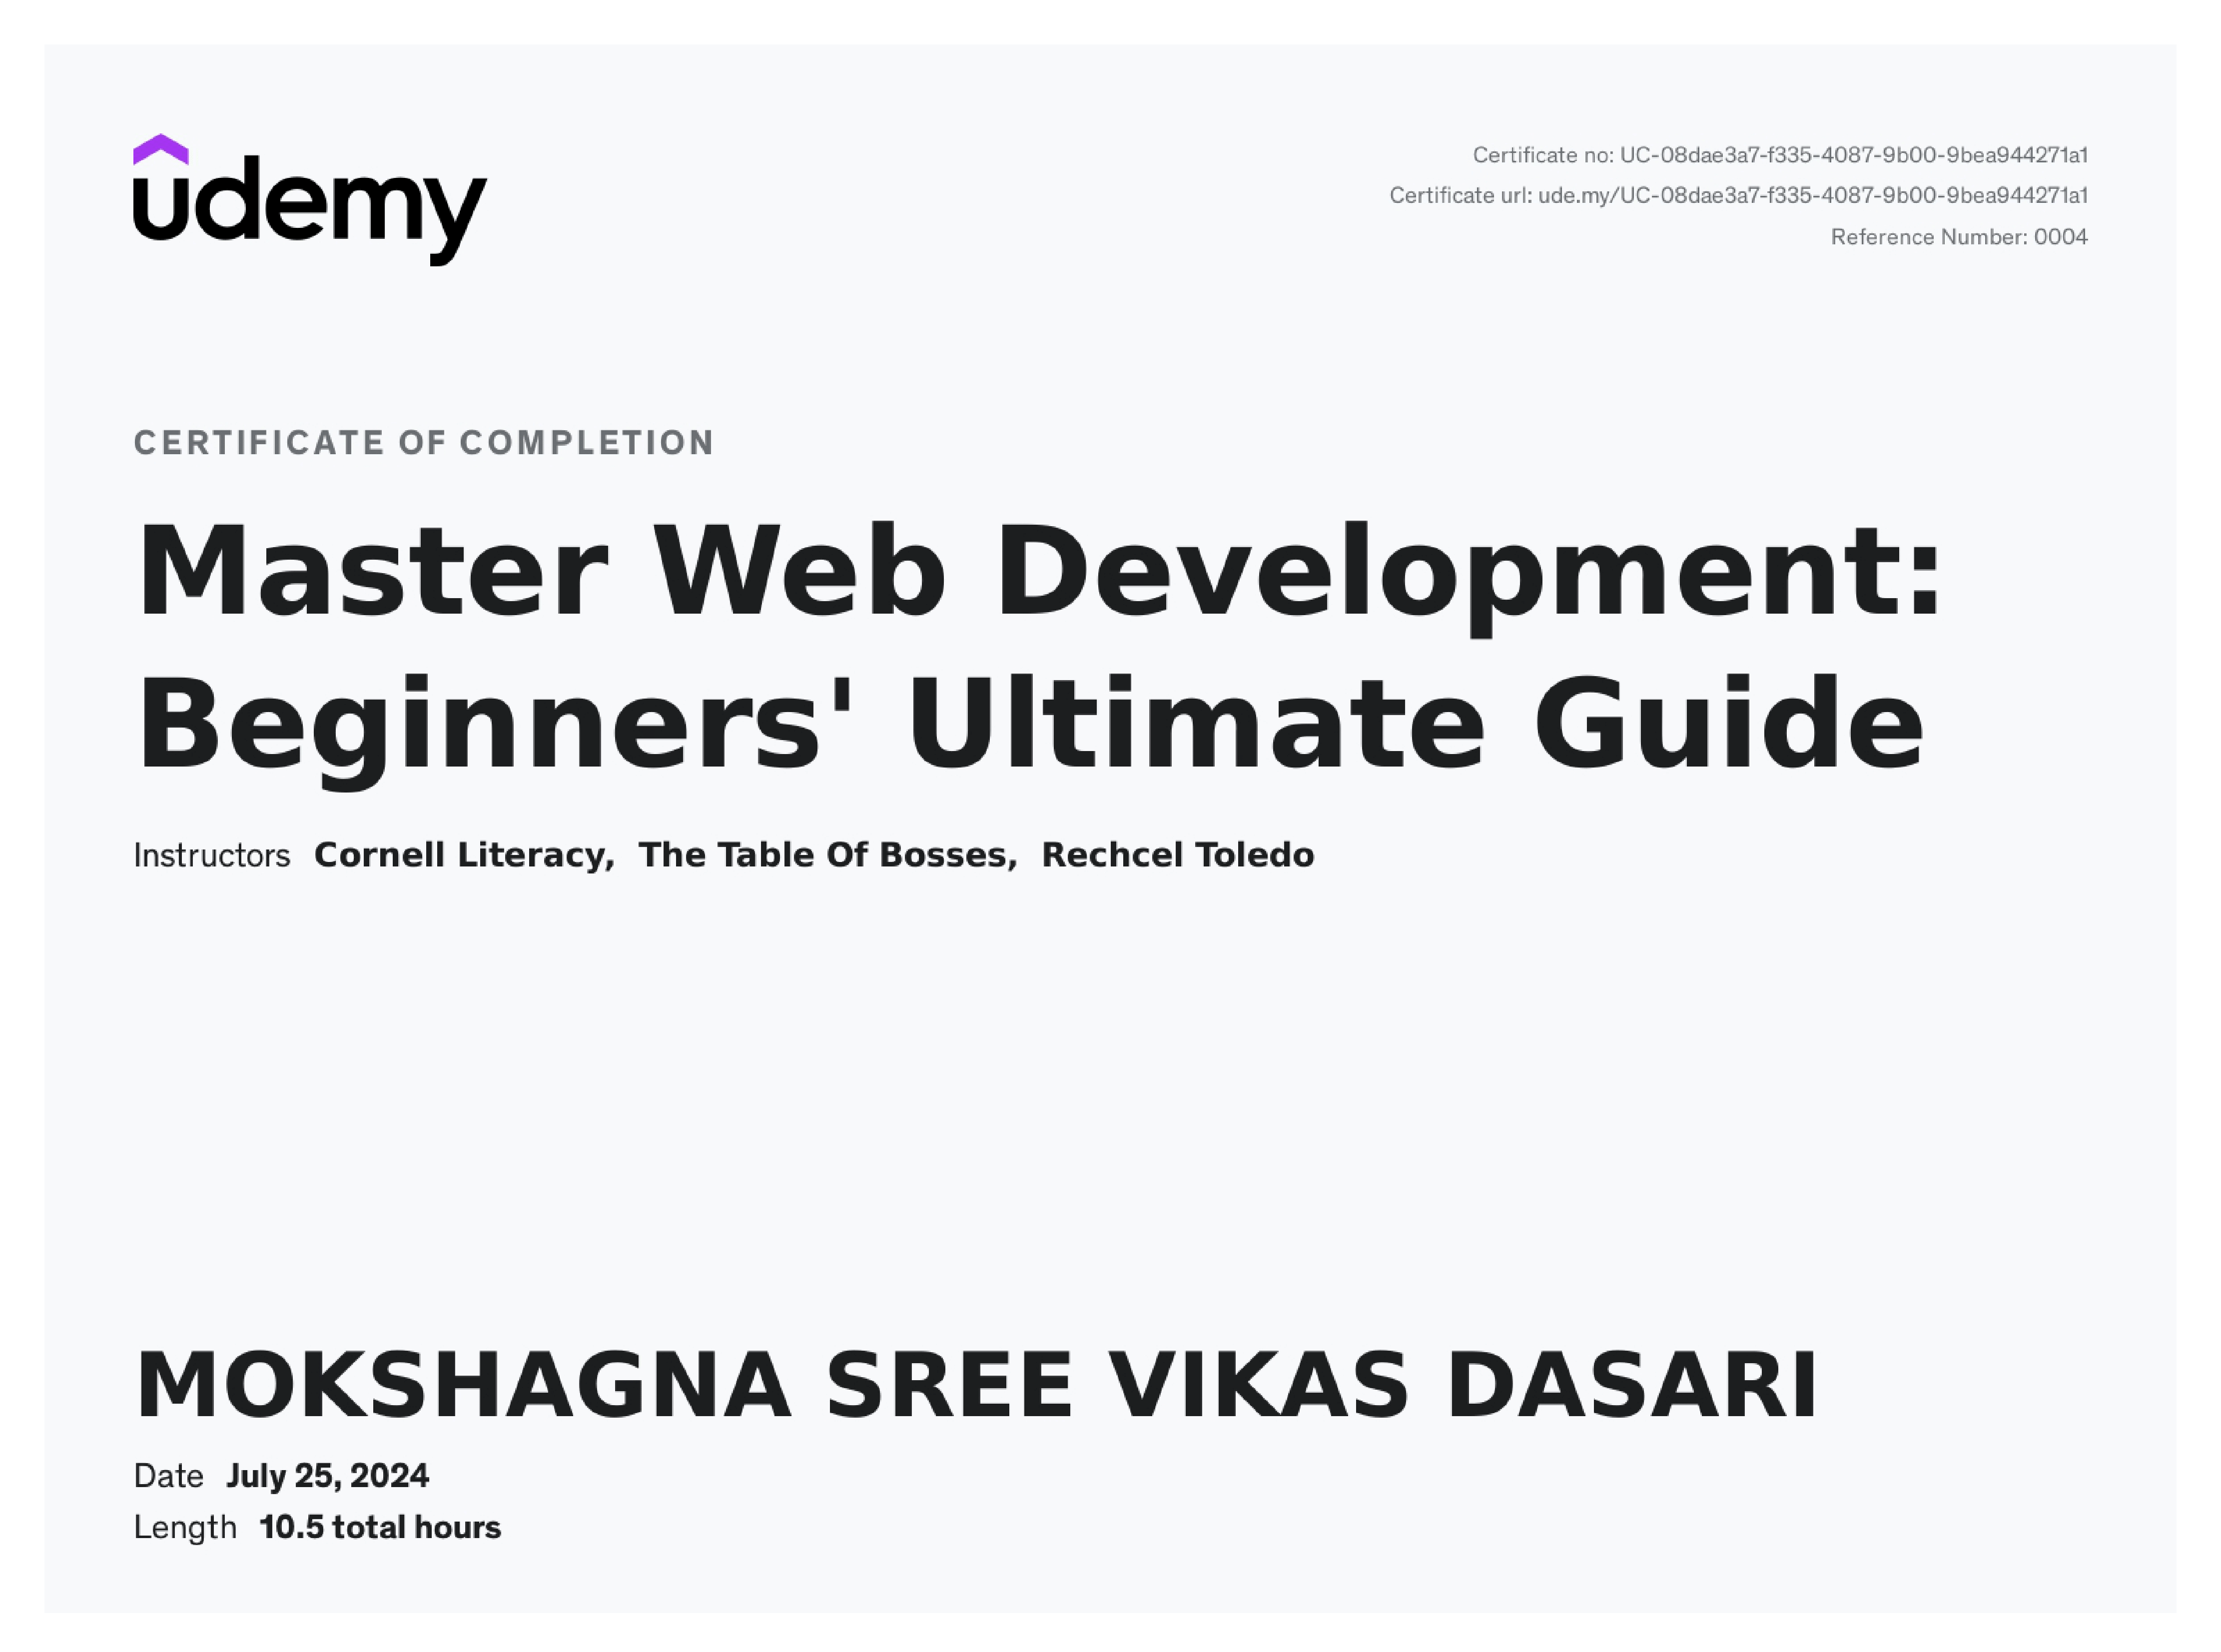 udemy
Certificate no: UC-08dae3a7-f335-4087-9b00-9bea944271a1
Certificate url: ude.my/UC-08dae3a7-f335-4087-9b00-9bea944271a1
Reference Number: 0004
CERTIFICATE OF COMPLETION
Master Web Development:
Beginners' Ultimate Guide
Instructors Cornell Literacy, The Table Of Bosses, Rechcel Toledo
MOKSHAGNA SREE VIKAS DASARI
Date July 25, 2024
Length 10.5 total hours